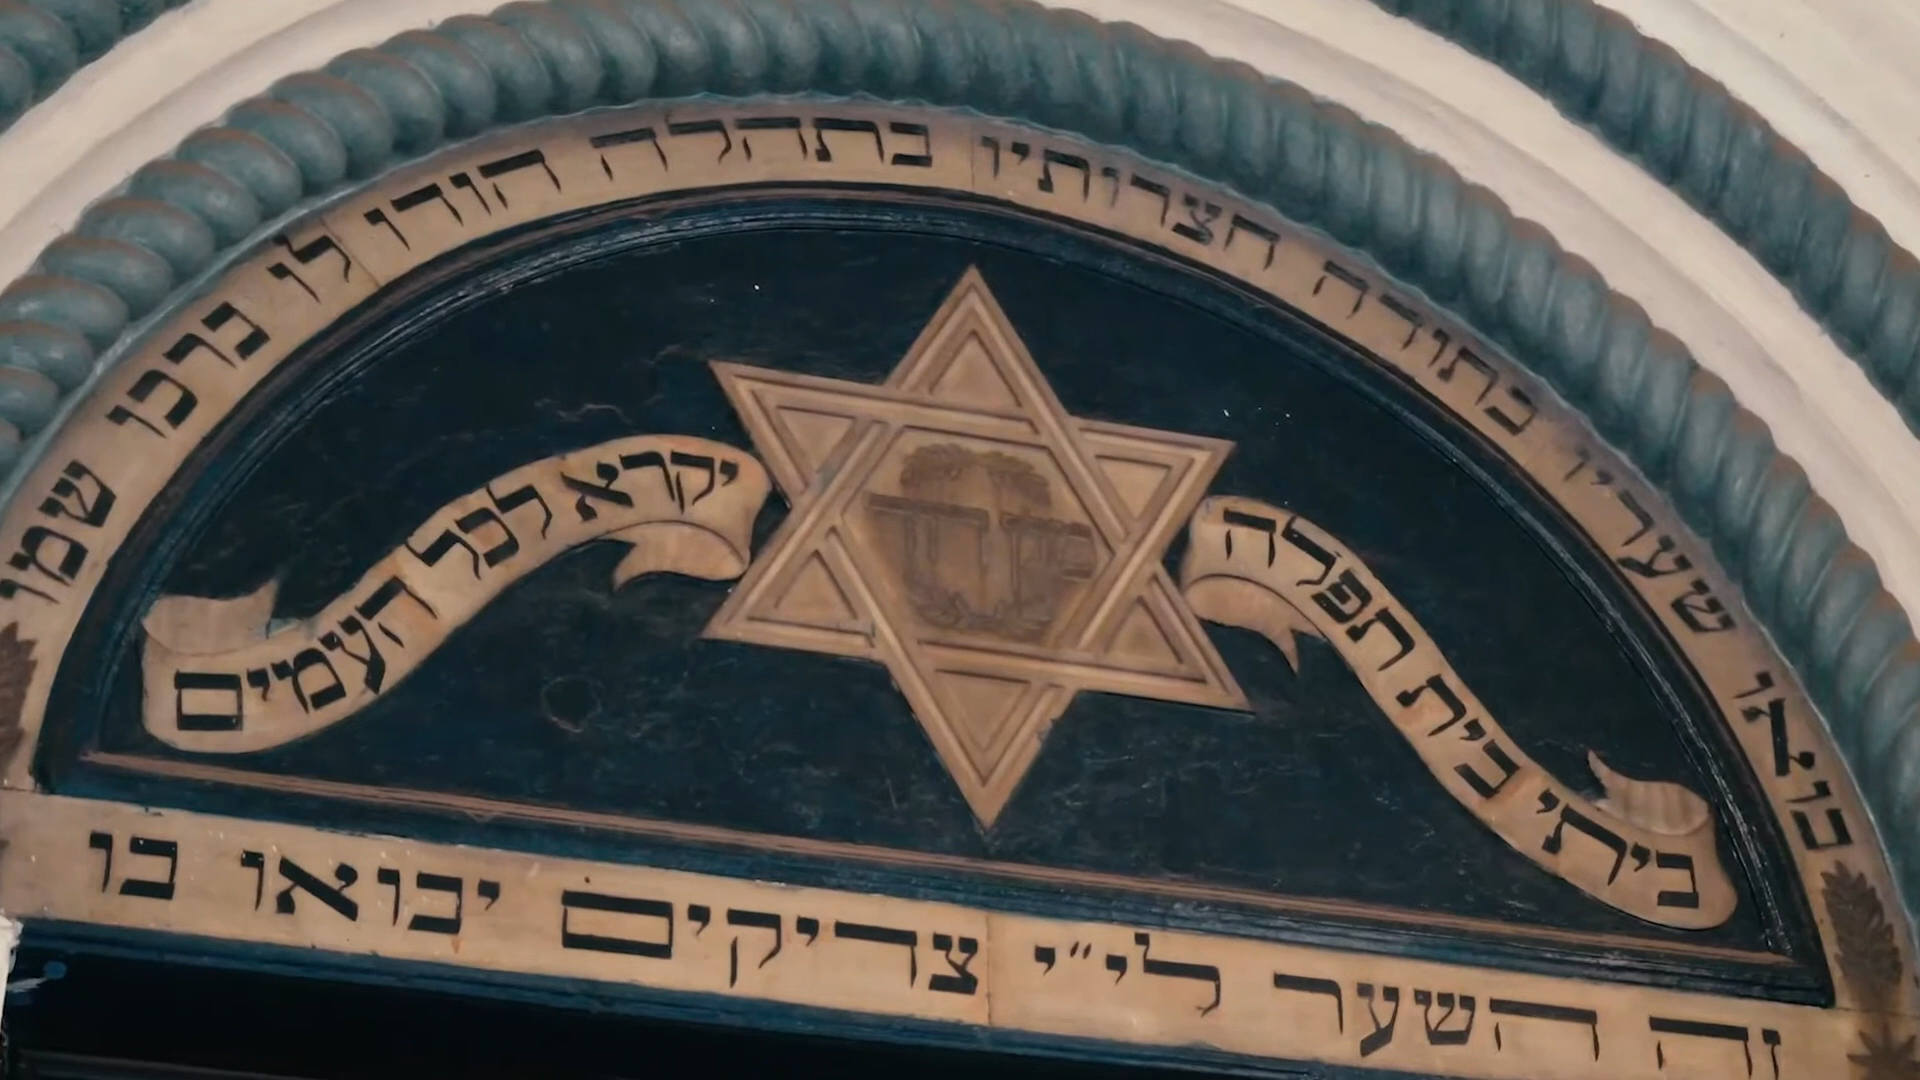 בואו שעריו בתודה חצרותיו בתהלה הודו לו ברכו שמו
ביתי בית תפלה יקרא לכל העמים
זה השער לי״י צדיקים יבואו בו